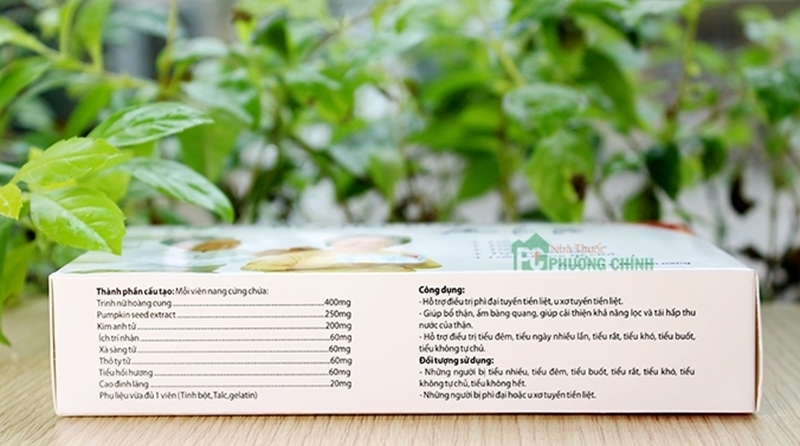 Nhà Thuốc
PC PHƯƠNG CHÍNH
Thành phần cấu tạo: Mỗi viên nang cứng chứa:
Trinh nữ hoàng cung 400mg
Pumpkin seed extract 250mg
Kim anh tử 200mg
Ích trí nhân 60mg
Xà sàng tử 60mg
Thỏ ty tử 60mg
Tiểu hồi hương 60mg
Cao đinh lăng 20mg
Phụ liệu vừa đủ 1 viên (Tinh bột, Talc, gelatin)
Công dụng:
- Hỗ trợ điều trị phì đại tuyến tiền liệt, u xơ tuyến tiền liệt.
- Giúp bổ thận, ấm bàng quang, giúp cải thiện khả năng lọc và tái hấp thu
nước của thận.
- Hỗ trợ điều trị tiểu đêm, tiểu ngày nhiều lần, tiểu rắt, tiểu khó, tiểu buốt,
tiểu không tự chủ.
Đối tượng sử dụng:
- Những người bị tiểu nhiều, tiểu đêm, tiểu buốt, tiểu rắt, tiểu khó, tiểu
không tự chủ, tiểu không hết.
- Những người bị phì đại hoặc u xơ tuyến tiền liệt.